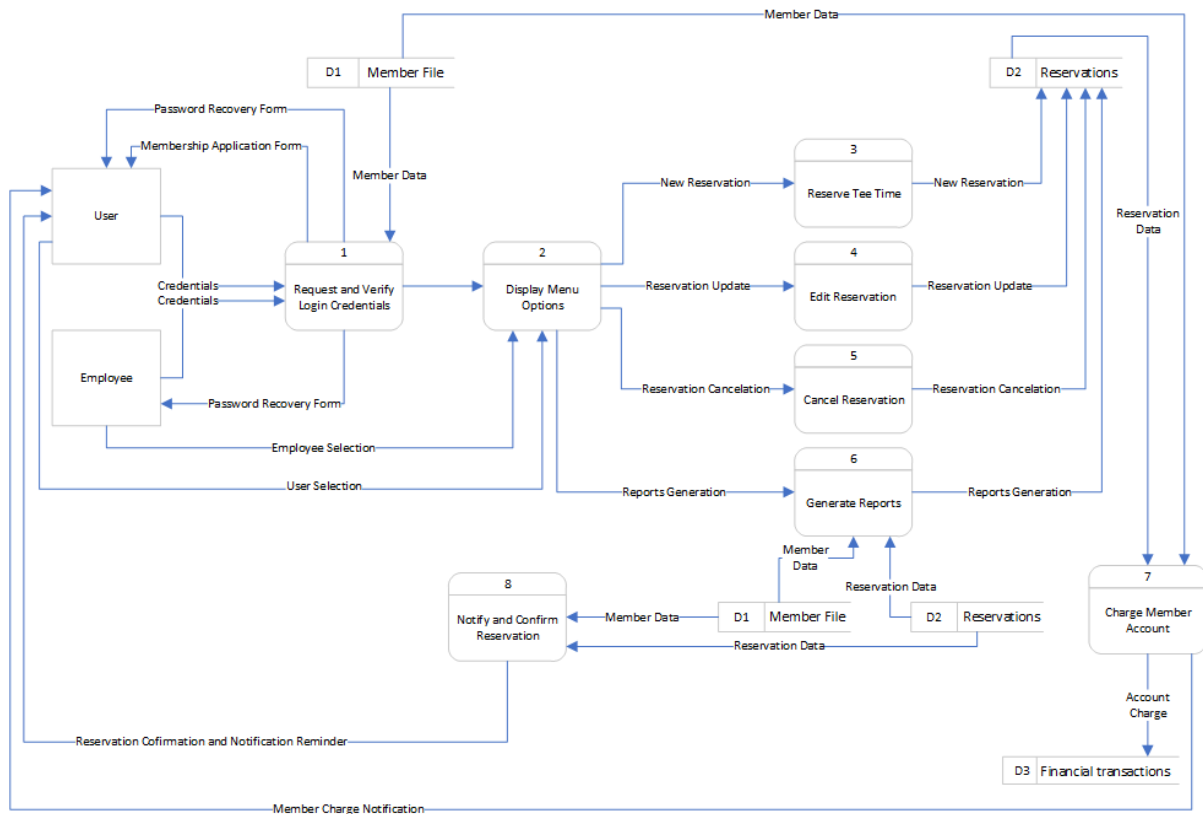 Member Data
D1
Member File
D2
Reservations
Password Recovery Form
Membership Application Form
3
Reserve Tee Time
Member Data
New Reservation
New Reservation
User
Reservation
Data
1
Request and Verify
Login Credentials
2
Display Menu
Options
4
Edit Reservation
Credentials
Credentials
Reservation Update
Reservation Update
Employee
5
Cancel Reservation
Reservation Cancelation
Reservation Cancelation
Password Recovery Form
Employee Selection
6
Generate Reports
User Selection
Reports Generation
Reports Generation
Member
Data
7
Charge Member
Account
8
Notify and Confirm
Reservation
Reservation Data
Member Data
D1
Member File
D2
Reservations
Reservation Data
Account
Charge
Reservation Cofirmation and Notification Reminder
D3
Financial transactions
Member Charge Notification